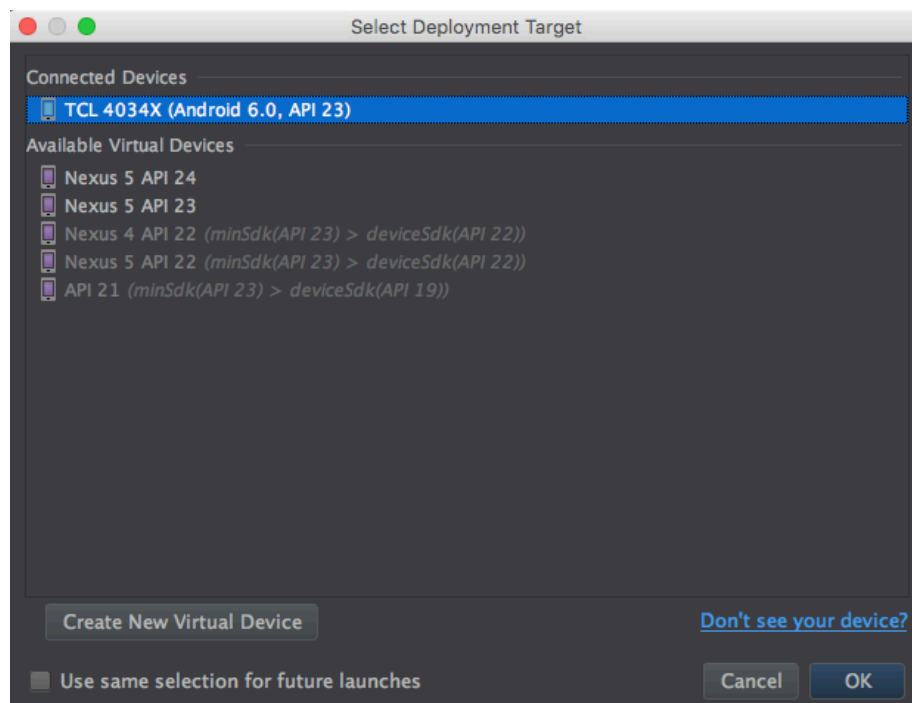 Select Deployment Target
Connected Devices
TCL 4034X (Android 6.0, API 23)
Available Virtual Devices
Nexus 5 API 24
Nexus 5 API 23
Nexus 4 API 22 (minSdk(API 23) > deviceSdk(API 22))
Nexus 5 API 22 (minSdk(API 23) > deviceSdk(API 22))
API 21 (minSdk(API 23) > deviceSdk(API 19))
Create New Virtual Device Don't see your device?
Use same selection for future launches Cancel OK